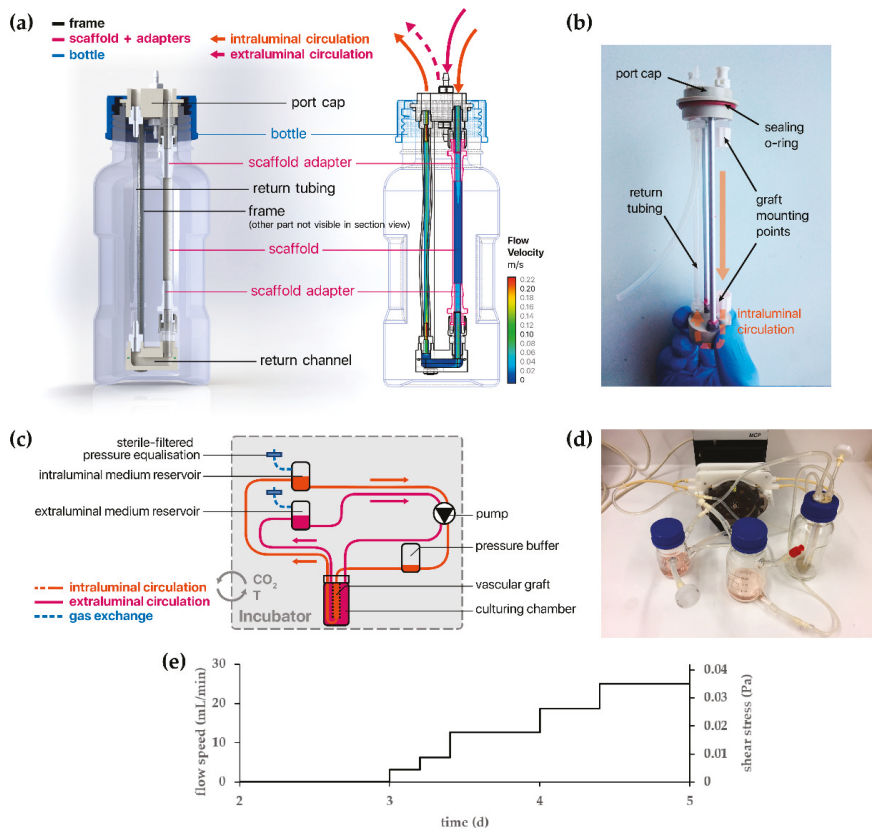 (a)
frame
scaffold + adapters
bottle
intraluminal circulation
extraluminal circulation
port cap
bottle
scaffold adapter
return tubing
frame
(other part not visible in section view)
scaffold
scaffold adapter
return channel
Flow
Velocity
m/s
0.22
0.20
0.18
0.16
0.14
0.12
0.10
0.08
0.06
0.04
0.02
0
(b)
port cap
sealing
o-ring
return
tubing
graft
mounting
points
intraluminal
circulation
(c)
sterile-filtered
pressure equalisation
intraluminal medium reservoir
extraluminal medium reservoir
pump
pressure buffer
vascular graft
culturing chamber
intraluminal circulation
extraluminal circulation
gas exchange
CO2
T
Incubator
(d)
MCP
(e)
flow speed (mL/min)
30
20
10
0
2
3
4
5
time (d)
0.04
0.03
0.02
0.01
0
shear stress (Pa)